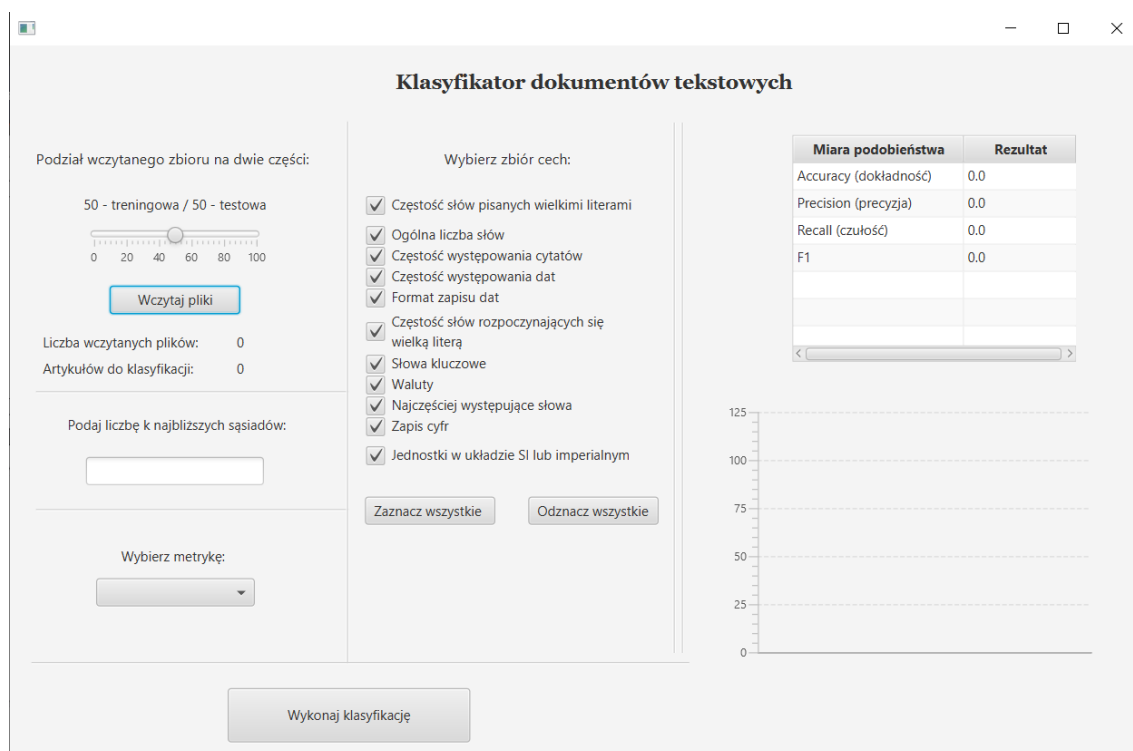 Klasyfikator dokumentów tekstowych
Podział wczytanego zbioru na dwie części:
50 - treningowa / 50 - testowa
0 20 40 60 80 100
Wczytaj pliki
Liczba wczytanych plików: 0
Artykułów do klasyfikacji: 0
Podaj liczbę k najbliższych sąsiadów:
Wybierz metrykę:
Wybierz zbiór cech:
Częstość słów pisanych wielkimi literami
Ogólna liczba słów
Częstość występowania cytatów
Częstość występowania dat
Format zapisu dat
Częstość słów rozpoczynających się
wielką literą
Słowa kluczowe
Waluty
Najczęściej występujące słowa
Zapis cyfr
Jednostki w układzie SI lub imperialnym
Zaznacz wszystkie
Odznacz wszystkie
Miara podobieństwa Rezultat
Accuracy (dokładność) 0.0
Precision (precyzja) 0.0
Recall (czułość) 0.0
F1 0.0
125
100
75
50
25
0
Wykonaj klasyfikację